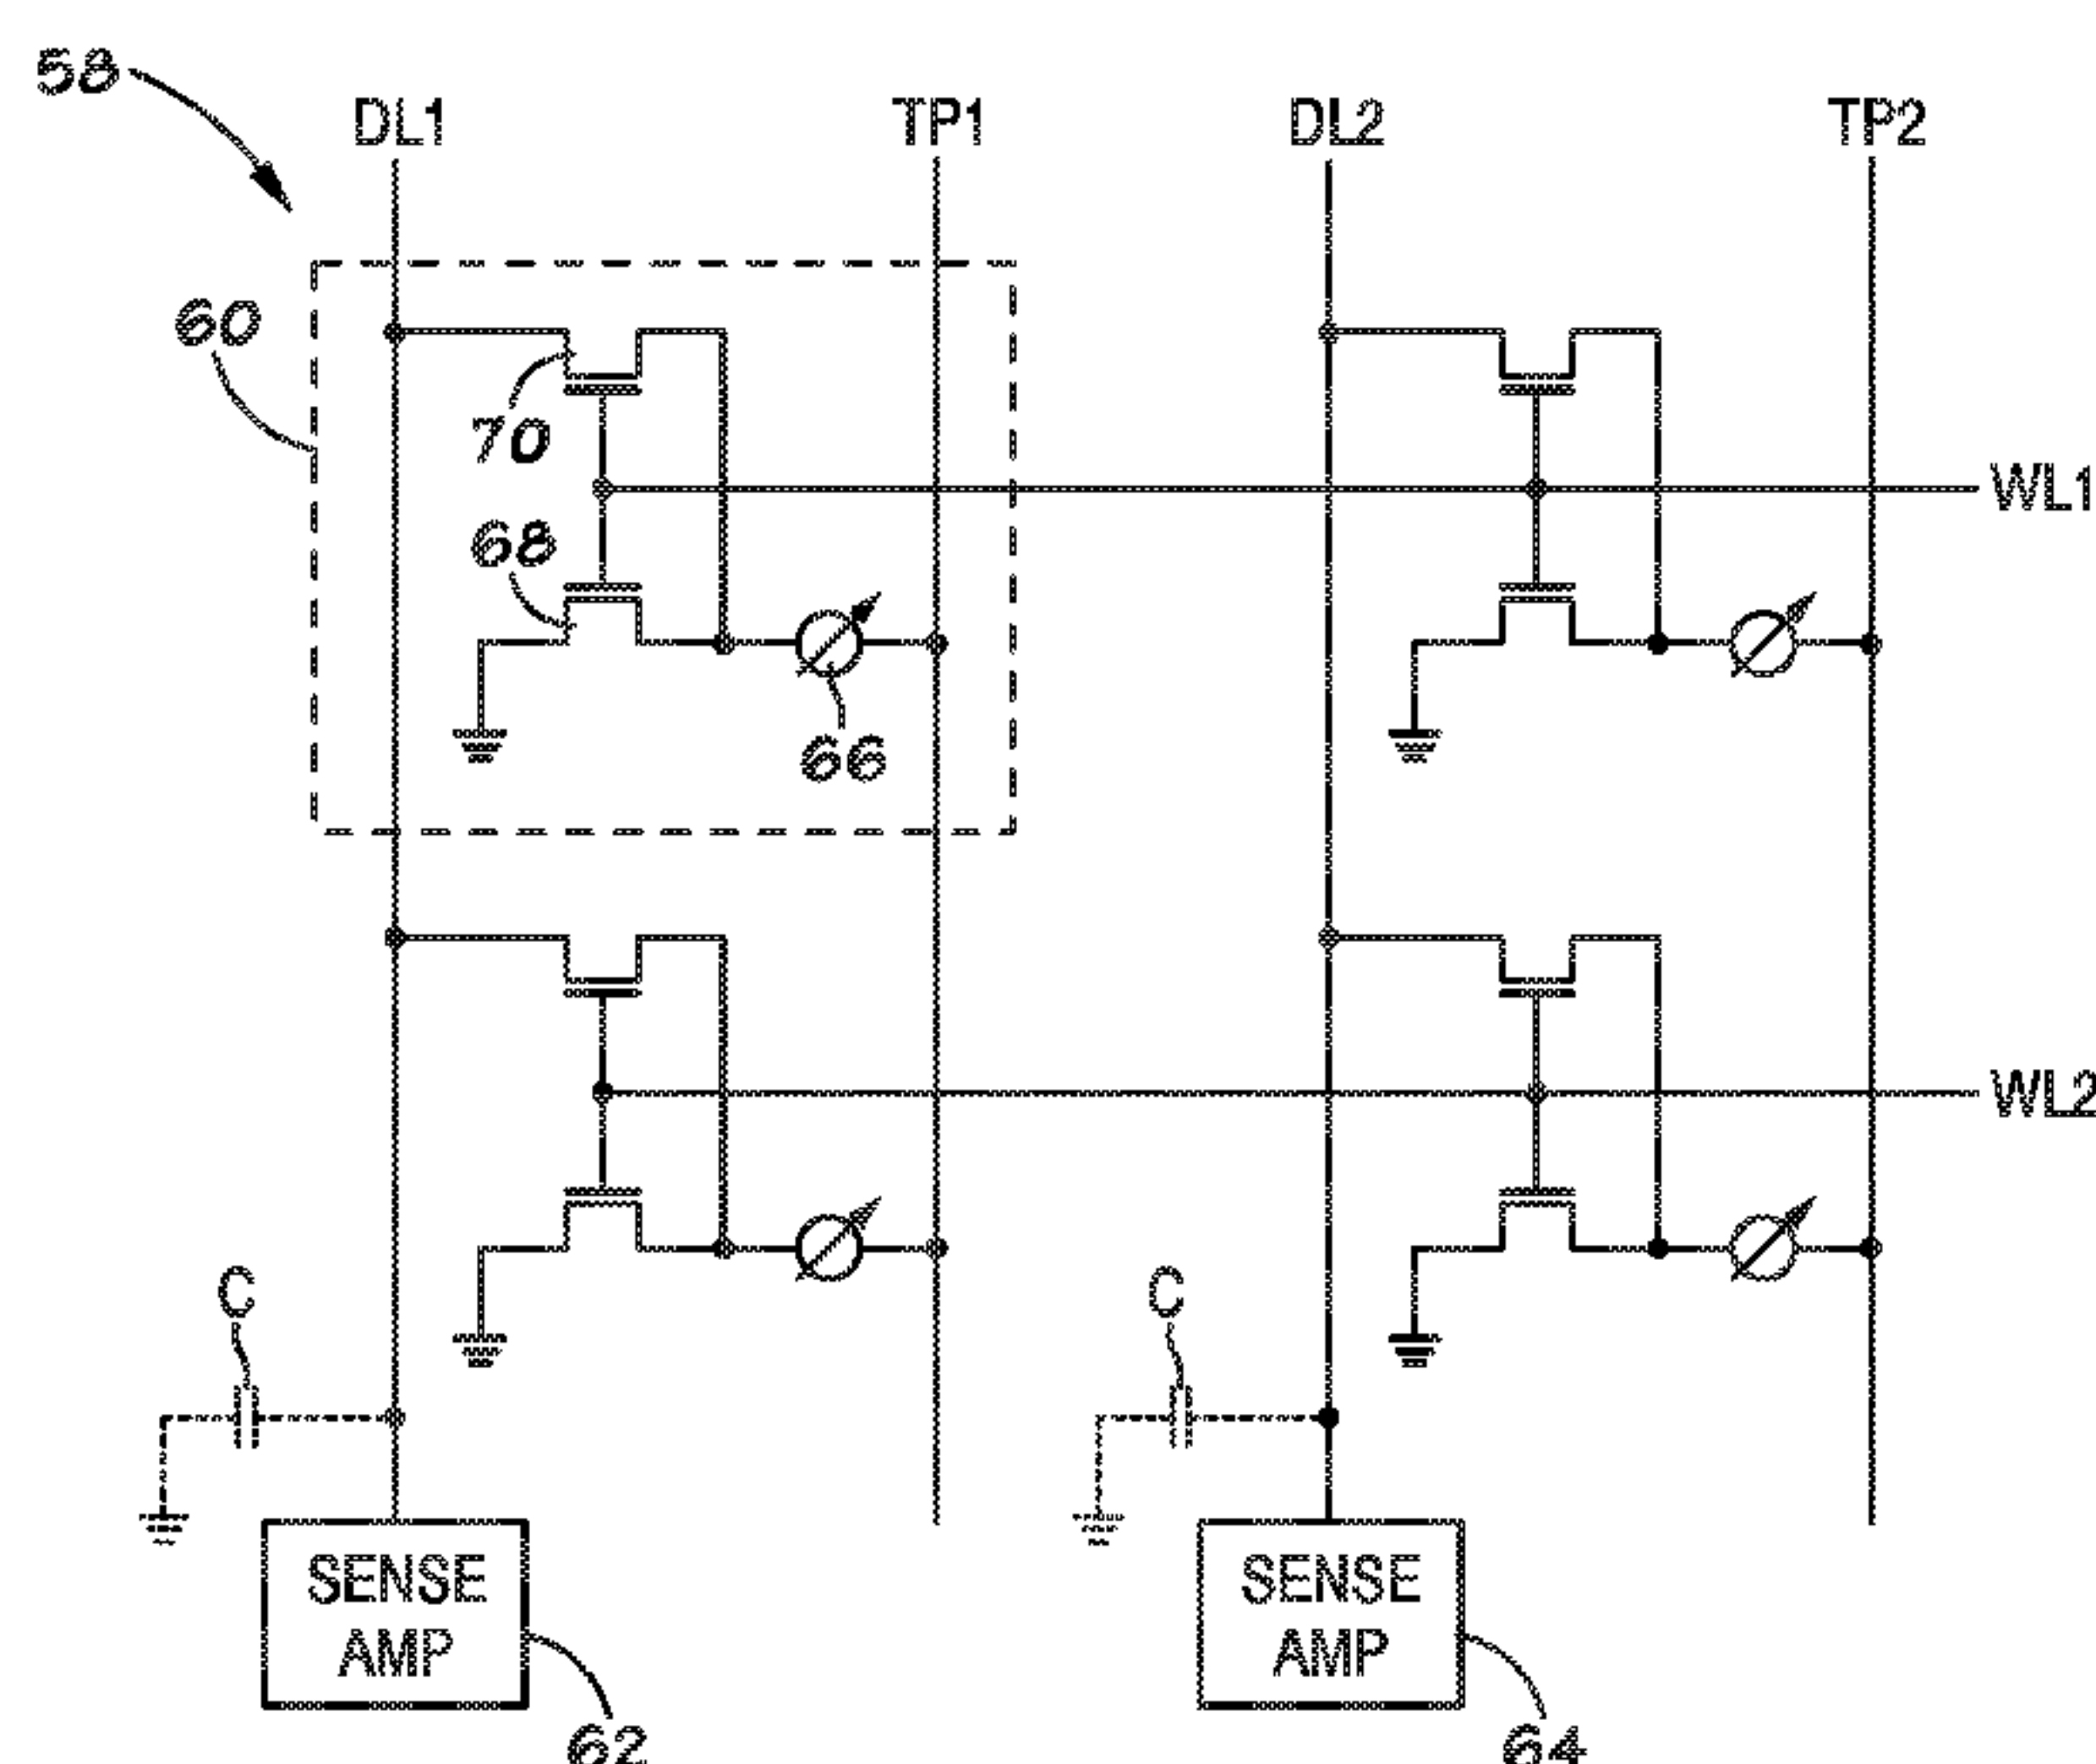 58
DL1 TP1 DL2 TP2
60
70
WL1
68
66
WL2
C C
SENSE AMP
SENSE AMP
62 64